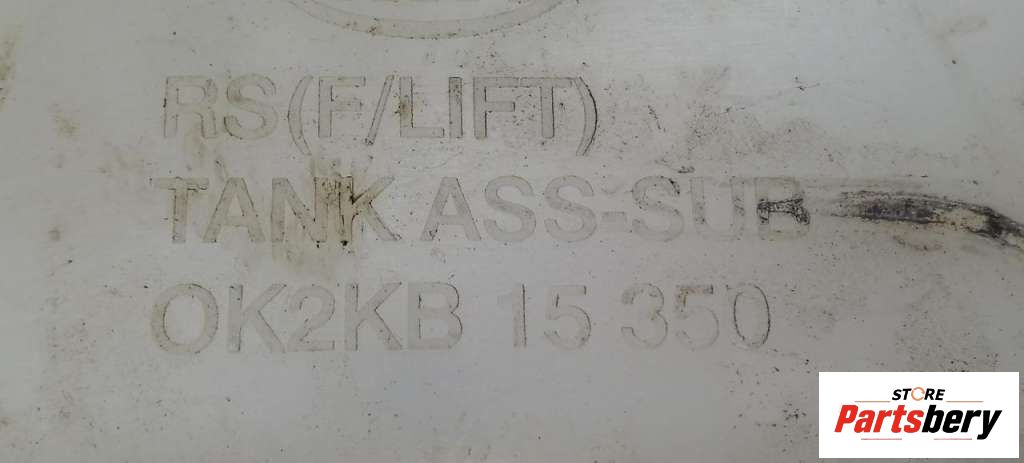 RS(F/LIFT)
TANK ASS-SUB
OK2KB 15 350
STORE
Partsbery